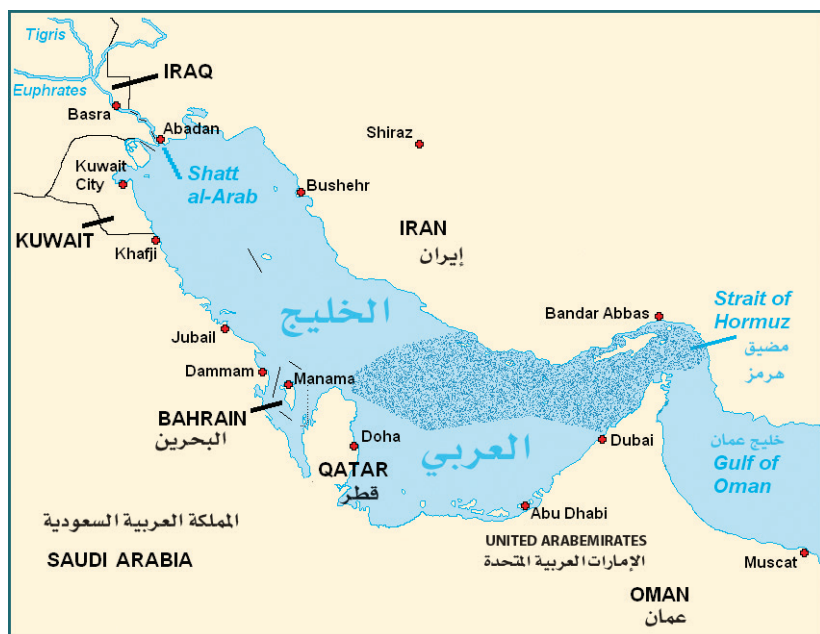 Tigris
IRAQ
Euphrates
Basra
Abadan
Shiraz
Kuwait
City
Shatt
al-Arab
Bushehr
KUWAIT
Khafji
IRAN
إيران
الخليج
Bandar Abbas
Strait of
Hormuz
مضيق
هرمز
Jubail
Dammam
Manama
BAHRAIN
البحرين
Doha
العربي
Dubai
خليج عمان
Gulf of
Oman
QATAR
قطر
Abu Dhabi
المملكة العربية السعودية
SAUDI ARABIA
UNITED ARABEMIRATES
الإمارات العربية المتحدة
Muscat
OMAN
عمان